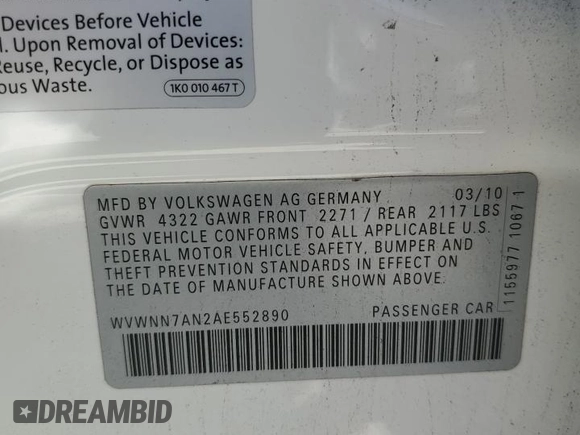 Devices Before Vehicle
l. Upon Removal of Devices:
Reuse, Recycle, or Dispose as
ous Waste.
1K0 010 467 T
MFD BY VOLKSWAGEN AG GERMANY 03/10
GVWR 4322 GAWR FRONT 2271 / REAR 2117 LBS
THIS VEHICLE CONFORMS TO ALL APPLICABLE U.S.
FEDERAL MOTOR VEHICLE SAFETY, BUMPER AND
THEFT PREVENTION STANDARDS IN EFFECT ON
THE DATE OF MANUFACTURE SHOWN ABOVE.
WVWNN7AN2AE552890 PASSENGER CAR
1155977 1067 1
DREAMBID